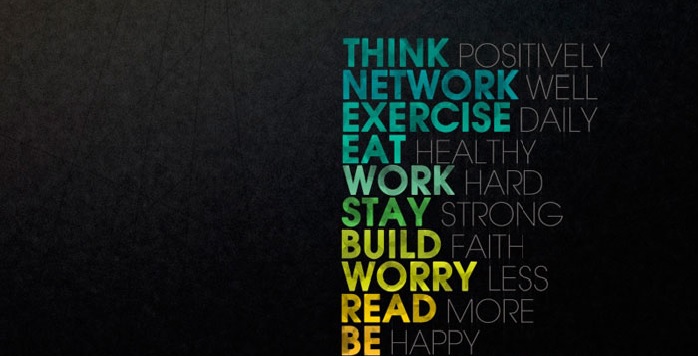 THINK POSITIVELY
NETWORK WELL
EXERCISE DAILY
EAT HEALTHY
WORK HARD
STAY STRONG
BUILD FAITH
WORRY LESS
READ MORE
BE HAPPY